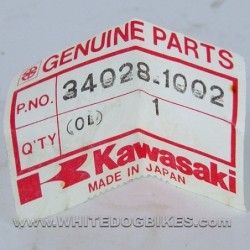 GENUINE PARTS
P.NO. 34028-1002
(OL)
Q'TY 1
Kawasaki
MADE IN JAPAN
©WWW.WHITEDOGBIKES.COM©